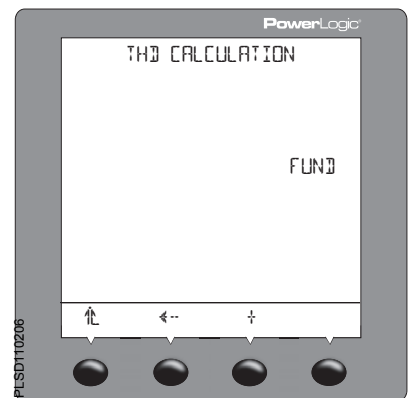 PowerLogic®
THD CALCULATION
FUND
<--
+
PLSD110206